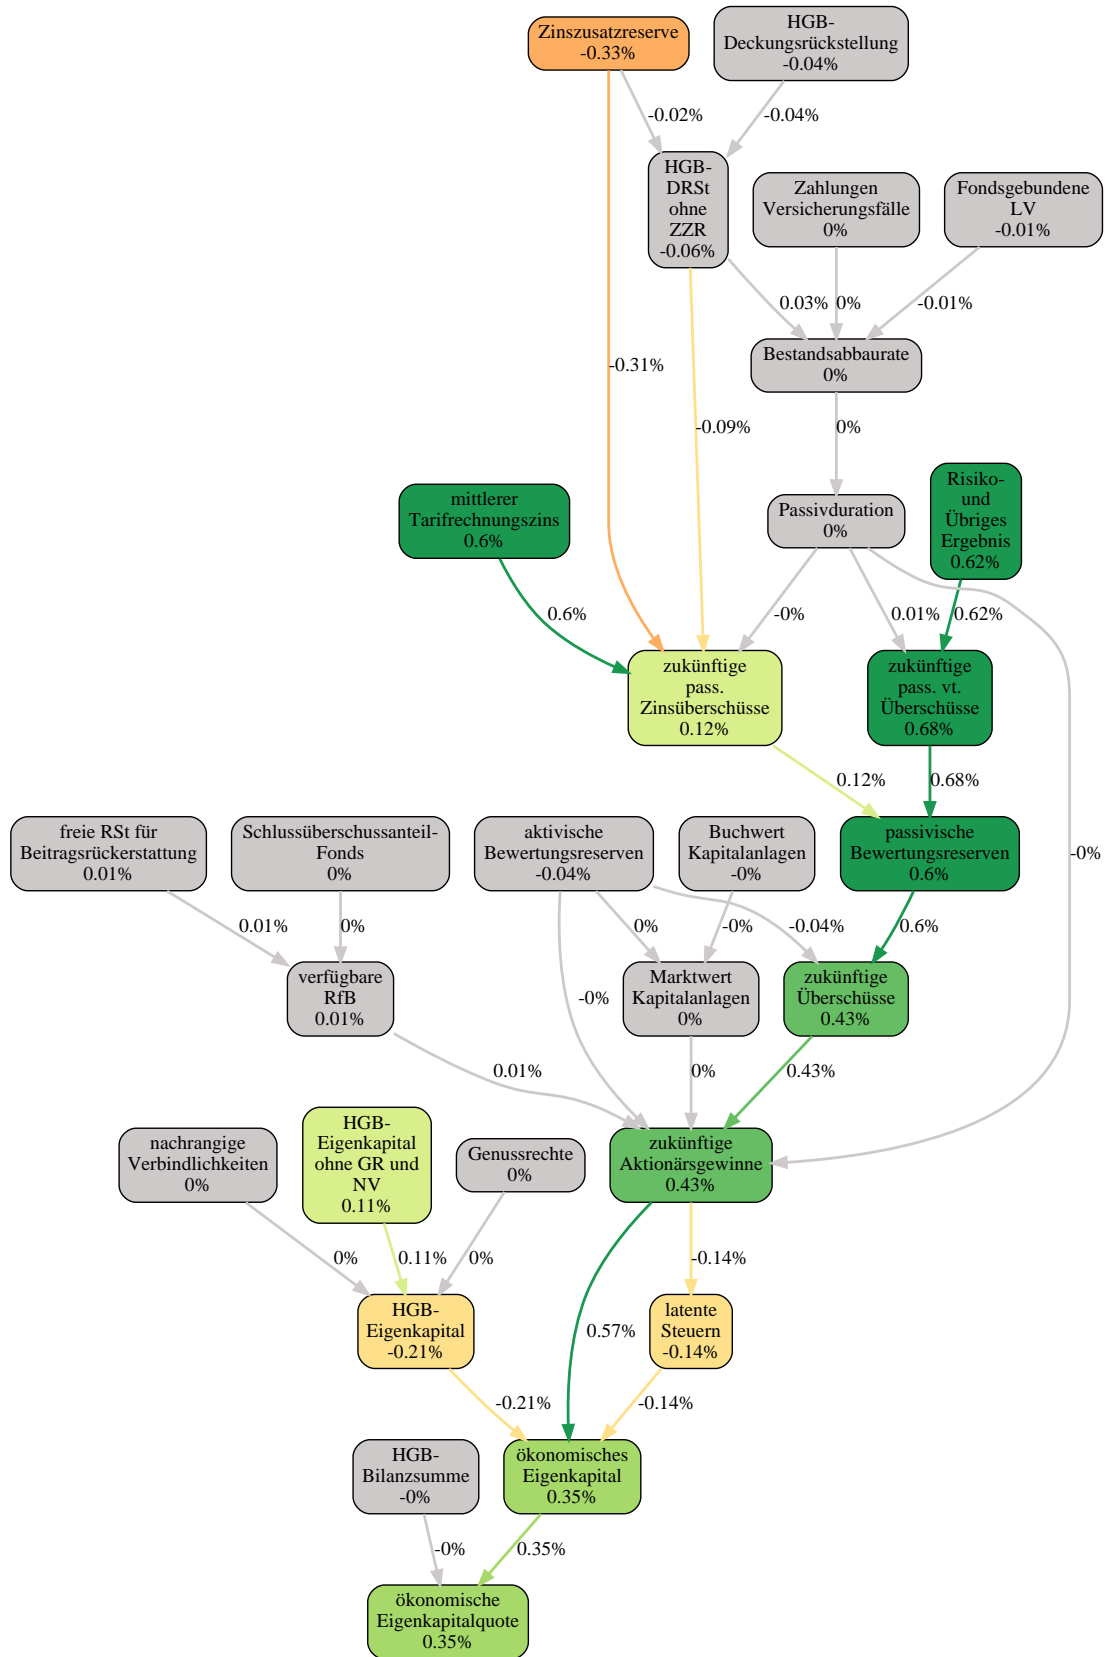 Zinszusatzreserve
-0.33%
HGB-
Deckungsrückstellung
-0.04%
-0.02%
-0.04%
HGB-
DRSt
ohne
ZZR
-0.06%
Zahlungen
Versicherungsfälle
0%
Fondsgebundene
LV
-0.01%
0.03%
0%
-0.01%
-0.31%
Bestandsabbaurate
0%
-0.09%
0%
mittlerer
Tarifrechnungszins
0.6%
Passivduration
0%
Risiko-
und
Übriges
Ergebnis
0.62%
0.6%
-0%
0.01%
0.62%
zukünftige
pass.
Zinsüberschüsse
0.12%
zukünftige
pass. vt.
Überschüsse
0.68%
0.12%
0.68%
freie RSt für
Beitragsrückerstattung
0.01%
Schlussüberschussanteil-
Fonds
0%
aktivische
Bewertungsreserven
-0.04%
Buchwert
Kapitalanlagen
-0%
passivische
Bewertungsreserven
0.6%
-0%
0.01%
0%
0%
-0%
-0.04%
0.6%
verfügbare
RfB
0.01%
-0%
Marktwert
Kapitalanlagen
0%
zukünftige
Überschüsse
0.43%
0.01%
0%
0.43%
nachrangige
Verbindlichkeiten
0%
HGB-
Eigenkapital
ohne GR und
NV
0.11%
Genussrechte
0%
zukünftige
Aktionärsgewinne
0.43%
0%
0.11%
0%
-0.14%
HGB-
Eigenkapital
-0.21%
0.57%
latente
Steuern
-0.14%
-0.21%
-0.14%
HGB-
Bilanzsumme
-0%
ökonomisches
Eigenkapital
0.35%
-0%
0.35%
ökonomische
Eigenkapitalquote
0.35%